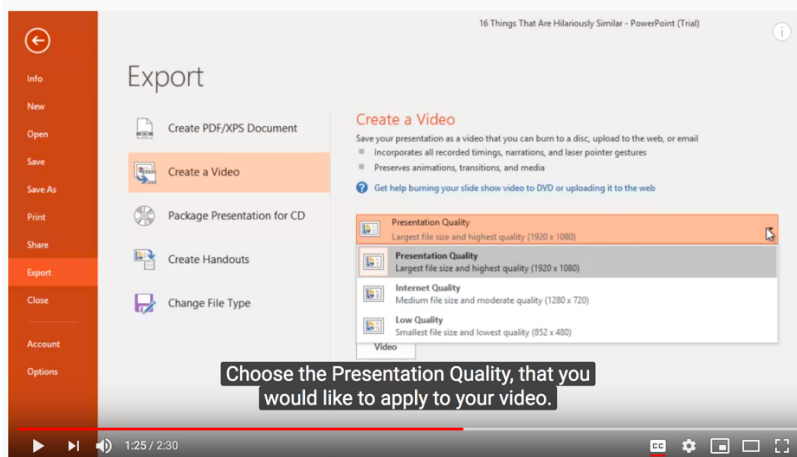 16 Things That Are Hilariously Similar - PowerPoint (Trial)
i
Info
New
Open
Save
Save As
Print
Share
Export
Close
Account
Options
Export
Create PDF/XPS Document
Create a Video
Package Presentation for CD
Create Handouts
Change File Type
Create a Video
Save your presentation as a video that you can burn to a disc, upload to the web, or email
Incorporates all recorded timings, narrations, and laser pointer gestures
Preserves animations, transitions, and media
? Get help burning your slide show video to DVD or uploading it to the web
Presentation Quality
Largest file size and highest quality (1920 x 1080)
Presentation Quality
Largest file size and highest quality (1920 x 1080)
Internet Quality
Medium file size and moderate quality (1280 x 720)
Low Quality
Smallest file size and lowest quality (852 x 480)
Video
Choose the Presentation Quality, that you
would like to apply to your video.
1:25 / 2:30
CC